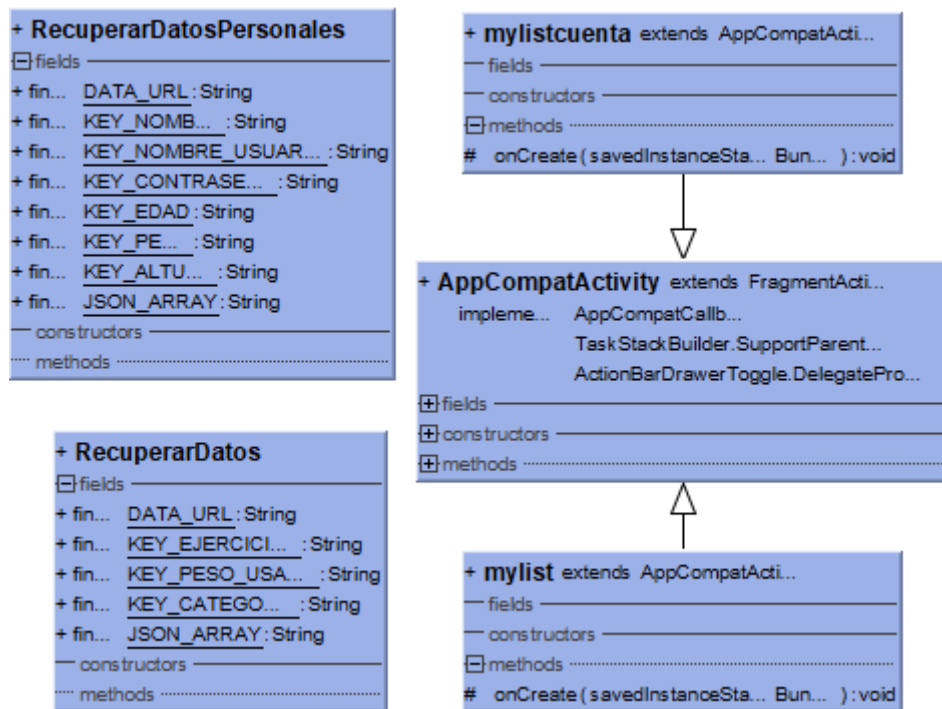 + RecuperarDatosPersonales
fields
+ fin... DATA_URL : String
+ fin... KEY_NOMB... : String
+ fin... KEY_NOMBRE_USUAR... : String
+ fin... KEY_CONTRASE... : String
+ fin... KEY_EDAD : String
+ fin... KEY_PE... : String
+ fin... KEY_ALTU... : String
+ fin... JSON_ARRAY : String
constructors
methods
+ RecuperarDatos
fields
+ fin... DATA_URL : String
+ fin... KEY_EJERCICI... : String
+ fin... KEY_PESO_USA... : String
+ fin... KEY_CATEGO... : String
+ fin... JSON_ARRAY : String
constructors
methods
+ mylistcuenta extends AppCompatActi...
fields
constructors
methods
# onCreate ( savedInstanceSta... Bun... ) : void
+ AppCompatActivity extends FragmentActi...
impleme... AppCompatCallb...
TaskStackBuilder.SupportParent...
ActionBarDrawerToggle.DelegatePro...
fields
constructors
methods
+ mylist extends AppCompatActi...
fields
constructors
methods
# onCreate ( savedInstanceSta... Bun... ) : void